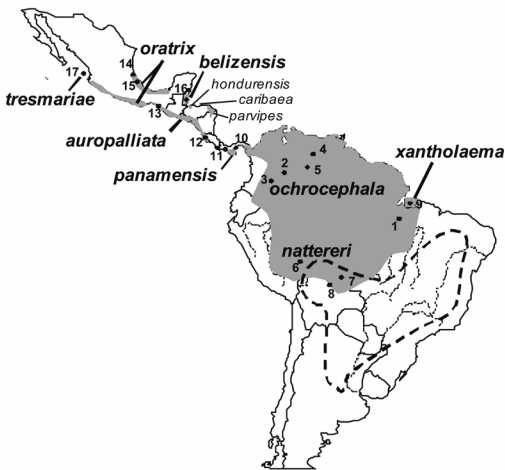 14
oratrix
belizensis
17
15
16
hondurensis
caribaea
parvipes
tresmariae
13
auropalliata
12
10
11
panamensis
4
xantholaema
2
5
3
ochrocephala
9
1
nattereri
6
7
8